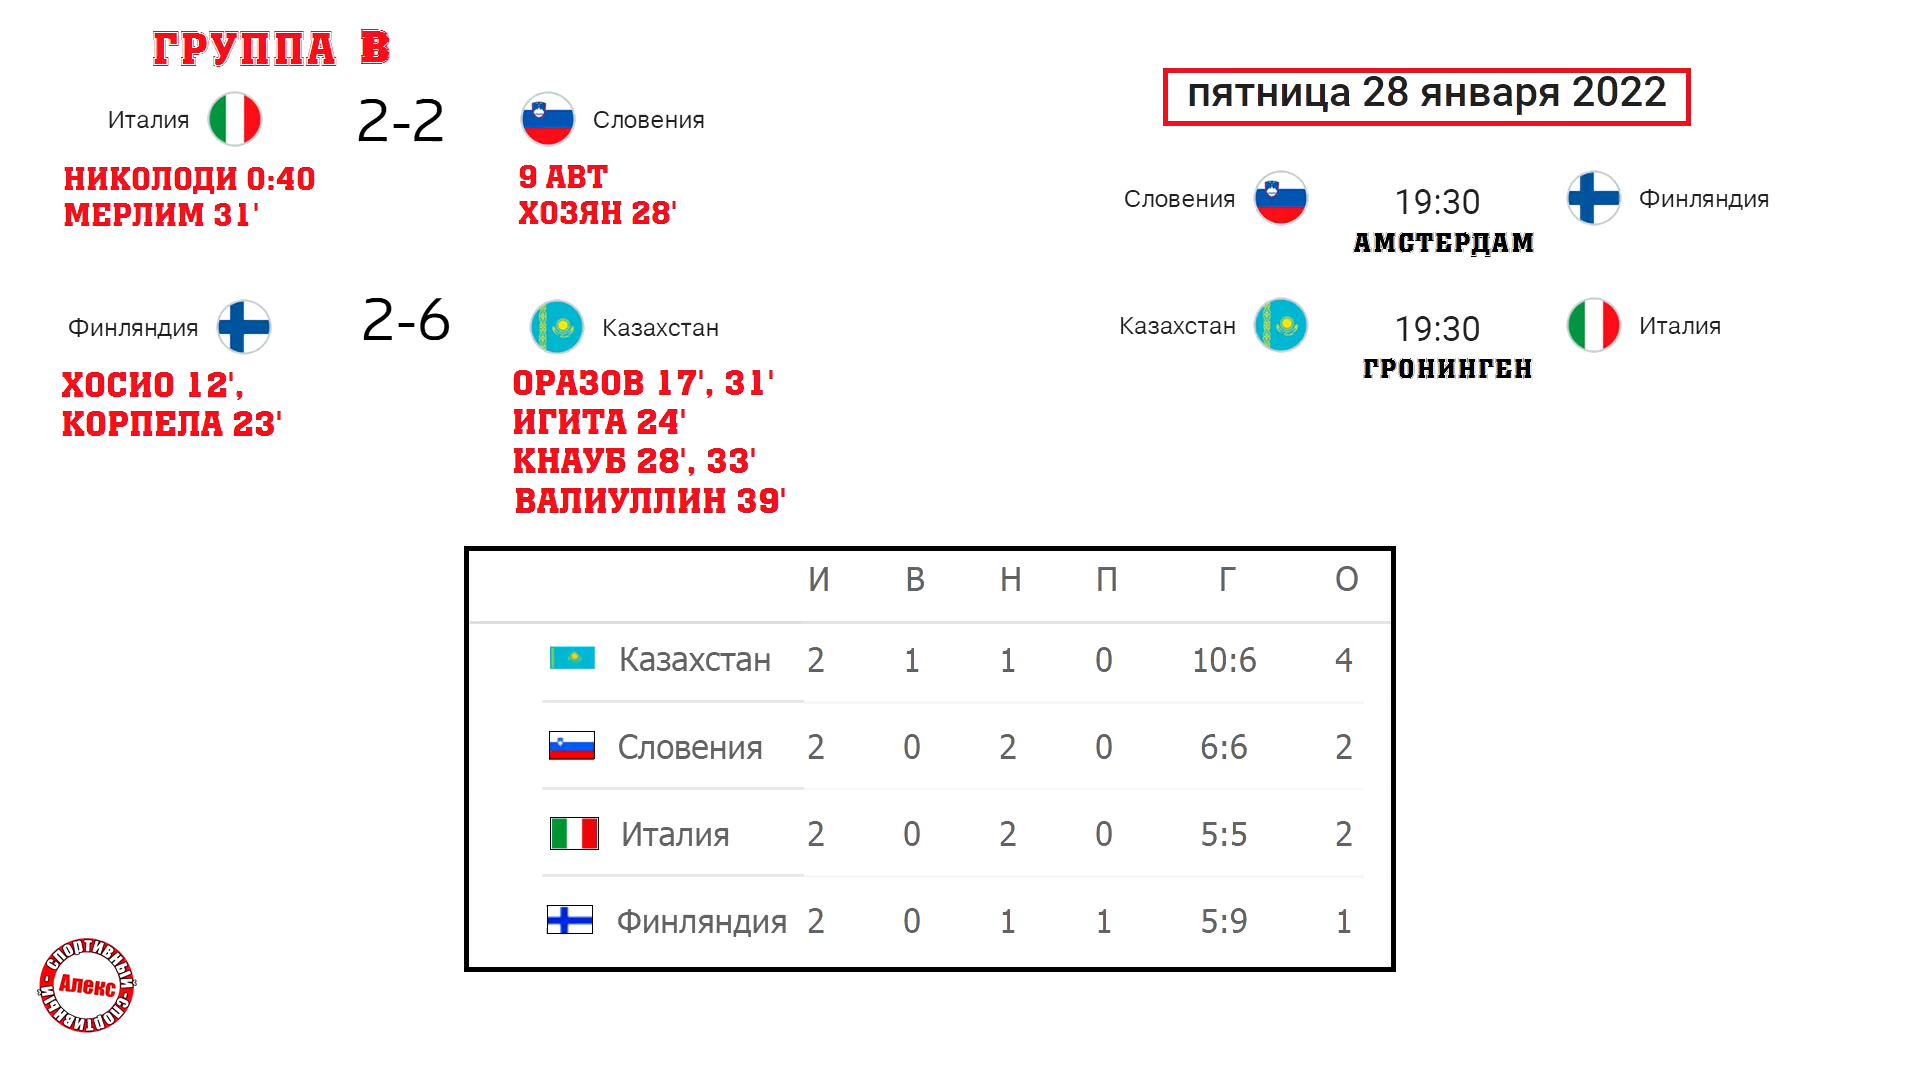 ГРУППА В
Италия 2-2 Словения
НИКОЛОДИ 0:40
МЕРЛИМ 31'
9 АВТ
ХОЗЯН 28'
Финляндия 2-6 Казахстан
ХОСИО 12',
КОРПЕЛА 23'
ОРАЗОВ 17', 31'
ИГИТА 24'
КНАУБ 28', 33'
ВАЛИУЛЛИН 39'
пятница 28 января 2022
Словения 19:30 Финляндия
АМСТЕРДАМ
Казахстан 19:30 Италия
ГРОНИНГЕН
И В Н П Г О
Казахстан 2 1 1 0 10:6 4
Словения 2 0 2 0 6:6 2
Италия 2 0 2 0 5:5 2
Финляндия 2 0 1 1 5:9 1
СПОРТИВНЫЙ
Алекс
СПОРТИВНЫЙ